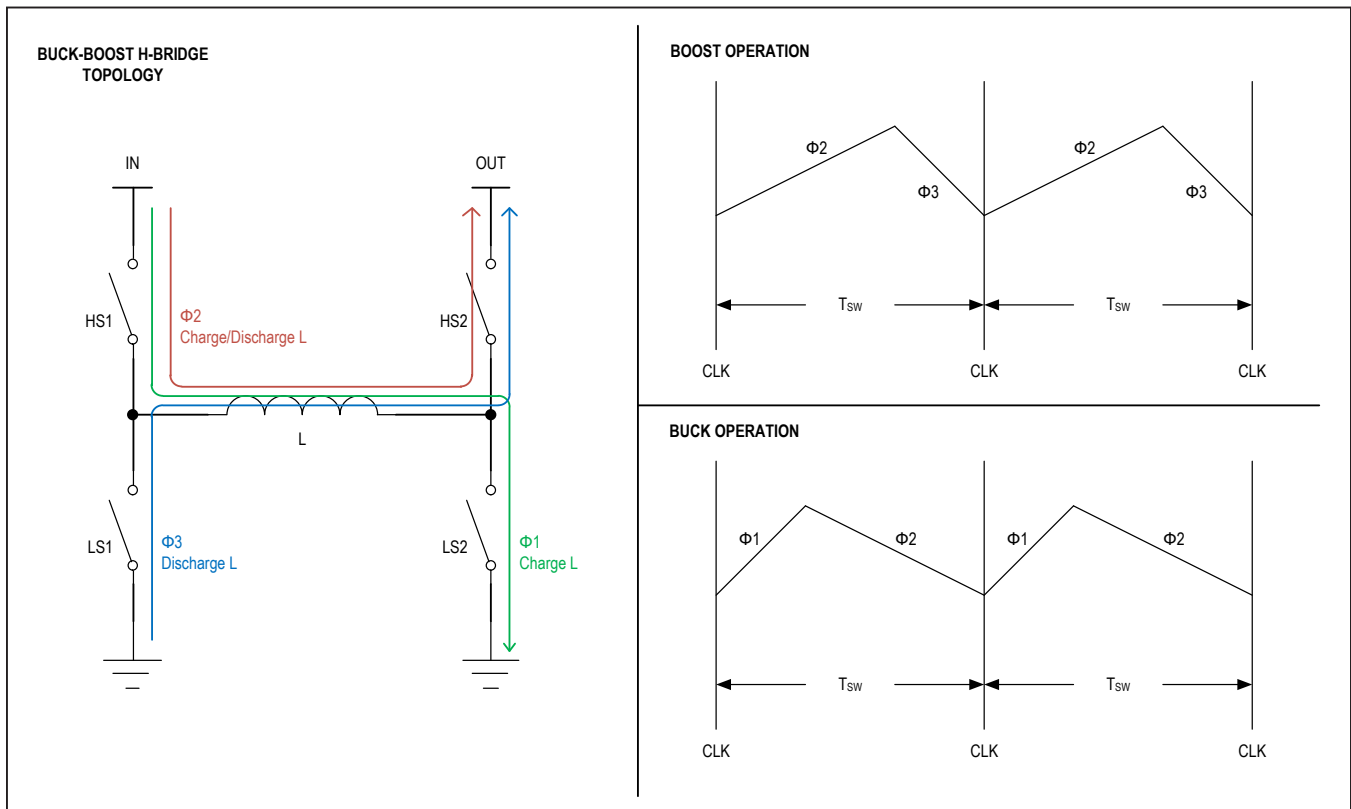 BUCK-BOOST H-BRIDGE
TOPOLOGY
IN
OUT
HS1
Φ2
Charge/Discharge L
HS2
L
LS1
Φ3
Discharge L
LS2
Φ1
Charge L
BOOST OPERATION
Φ2
Φ3
Φ2
Φ3
TSW
TSW
CLK
CLK
CLK
BUCK OPERATION
Φ1
Φ2
Φ1
Φ2
TSW
TSW
CLK
CLK
CLK